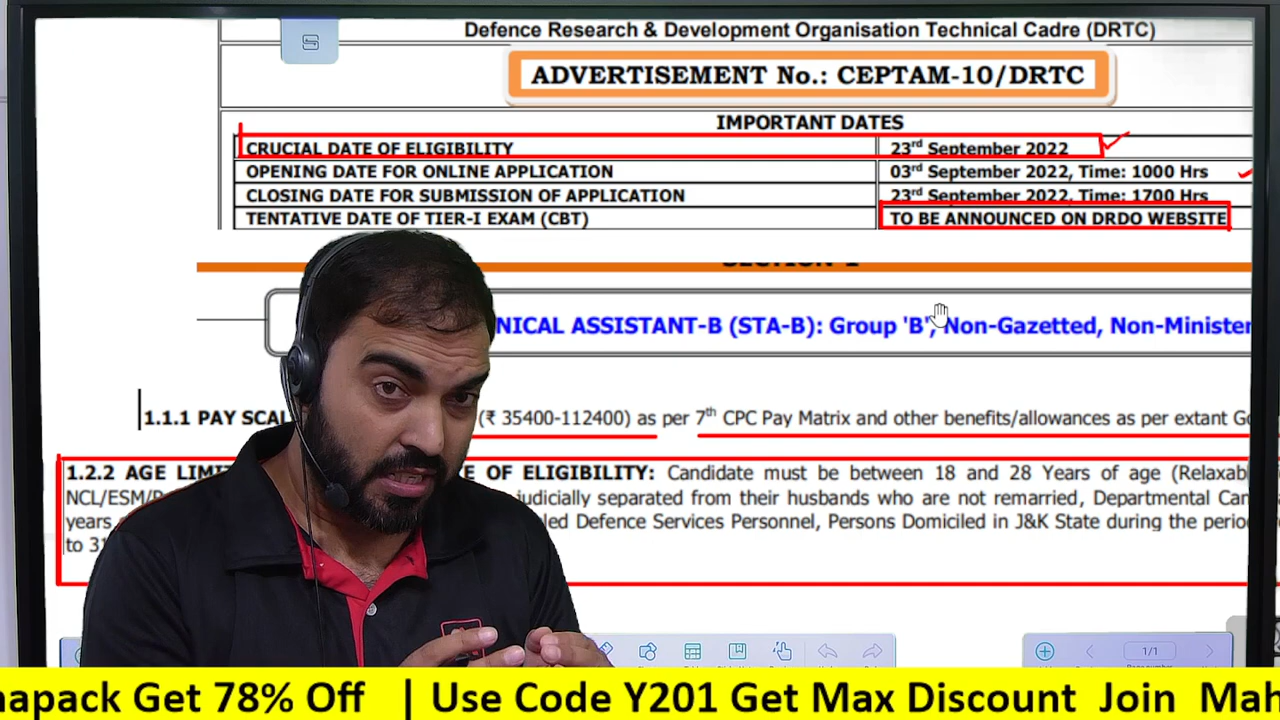 Defence Research & Development Organisation Technical Cadre (DRTC)
ADVERTISEMENT No.: CEPTAM-10/DRTC
IMPORTANT DATES
CRUCIAL DATE OF ELIGIBILITY 23rd September 2022
OPENING DATE FOR ONLINE APPLICATION 03rd September 2022, Time: 1000 Hrs
CLOSING DATE FOR SUBMISSION OF APPLICATION 23rd September 2022, Time: 1700 Hrs
TENTATIVE DATE OF TIER-I EXAM (CBT) TO BE ANNOUNCED ON DRDO WEBSITE
NICAL ASSISTANT-B (STA-B): Group 'B', Non-Gazetted, Non-Minister
1.1.1 PAY SCAL (₹ 35400-112400) as per 7th CPC Pay Matrix and other benefits/allowances as per extant Go
1.2.2 AGE LIMI E OF ELIGIBILITY: Candidate must be between 18 and 28 Years of age (Relaxab
NCL/ESM/P judicially separated from their husbands who are not remarried, Departmental Can
years led Defence Services Personnel, Persons Domiciled in J&K State during the perio
to 31
1/1
hapack Get 78% Off | Use Code Y201 Get Max Discount Join Mah